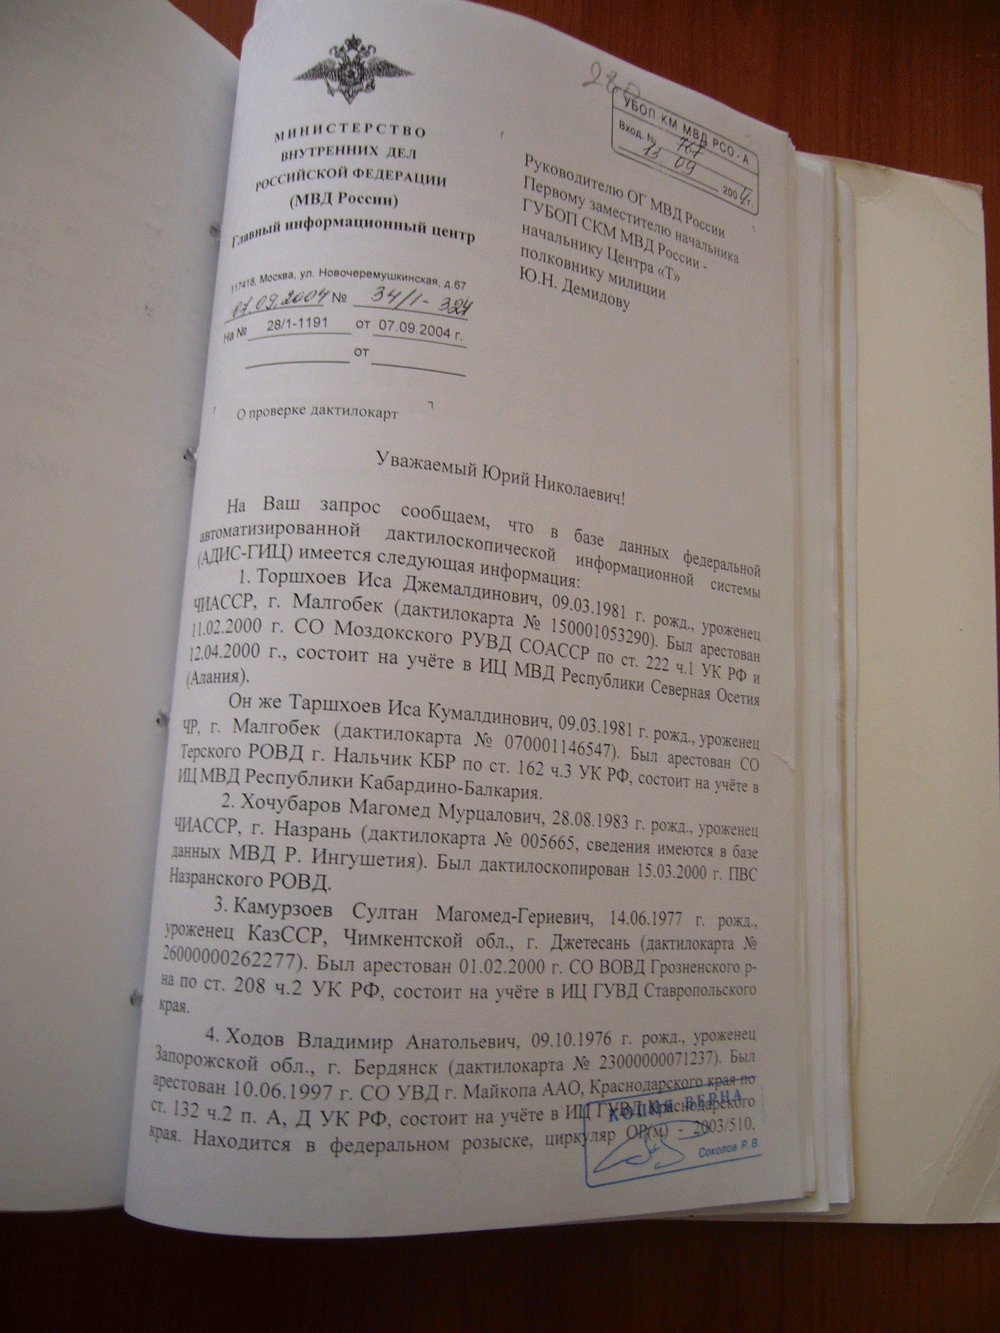 280
УБОП КМ МВД РСО-А
Вход. №
13 09 2004 г.
МИНИСТЕРСТВО
ВНУТРЕННИХ ДЕЛ
РОССИЙСКОЙ ФЕДЕРАЦИИ
(МВД России)
Главный информационный центр
117418, Москва, ул. Новочеремушкинская, д.67
07.09.2004 № 34/1-324
На № 28/1-1191 от 07.09.2004 г.
от
Руководителю ОГ МВД России
Первому заместителю начальника
ГУБОП СКМ МВД России -
начальнику Центра «Т»
полковнику милиции
Ю.Н. Демидову
О проверке дактилокарт
Уважаемый Юрий Николаевич!
На Ваш запрос сообщаем, что в базе данных федеральной
автоматизированной дактилоскопической информационной системы
(АДИС-ГИЦ) имеется следующая информация:
1. Торшхоев Иса Джемалдинович, 09.03.1981 г. рожд., уроженец
ЧИАССР, г. Малгобек (дактилокарта № 150001053290). Был арестован
11.02.2000 г. СО Моздокского РУВД СОАССР по ст. 222 ч.1 УК РФ и
12.04.2000 г., состоит на учёте в ИЦ МВД Республики Северная Осетия
(Алания).
Он же Таршхоев Иса Кумалдинович, 09.03.1981 г. рожд., уроженец
ЧР, г. Малгобек (дактилокарта № 070001146547). Был арестован СО
Терского РОВД г. Нальчик КБР по ст. 162 ч.3 УК РФ, состоит на учёте в
ИЦ МВД Республики Кабардино-Балкария.
2. Хочубаров Магомед Мурцалович, 28.08.1983 г. рожд., уроженец
ЧИАССР, г. Назрань (дактилокарта № 005665, сведения имеются в базе
данных МВД Р. Ингушетия). Был дактилоскопирован 15.03.2000 г. ПВС
Назранского РОВД.
3. Камурзоев Султан Магомед-Гериевич, 14.06.1977 г. рожд.,
уроженец КазССР, Чимкентской обл., г. Джетесань (дактилокарта №
26000000262277). Был арестован 01.02.2000 г. СО ВОВД Грозненского р-
на по ст. 208 ч.2 УК РФ, состоит на учёте в ИЦ ГУВД Ставропольского
края.
4. Ходов Владимир Анатольевич, 09.10.1976 г. рожд., уроженец
Запорожской обл., г. Бердянск (дактилокарта № 23000000071237). Был
арестован 10.06.1997 г. СО УВД г. Майкопа ААО, Краснодарского края по
ст. 132 ч.2 п. А, Д УК РФ, состоит на учёте в ИЦ ГУВД Краснодарского
края. Находится в федеральном розыске, циркуляр ОР(м) - 2003/510.
КОПИЯ ВЕРНА
Соколов Р.В.